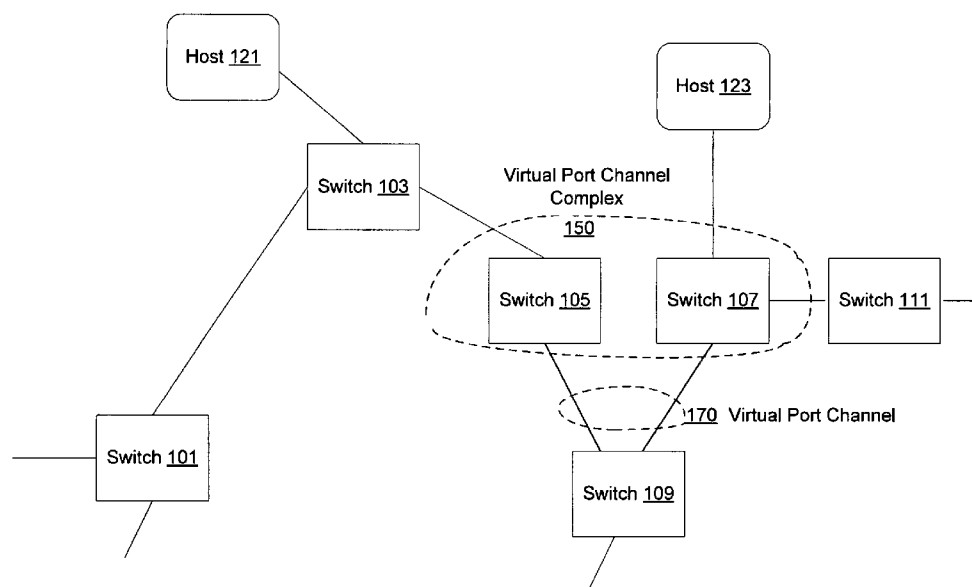 Host 121
Host 123
Switch 103
Virtual Port Channel
Complex
150
Switch 105
Switch 107
Switch 111
170 Virtual Port Channel
Switch 101
Switch 109